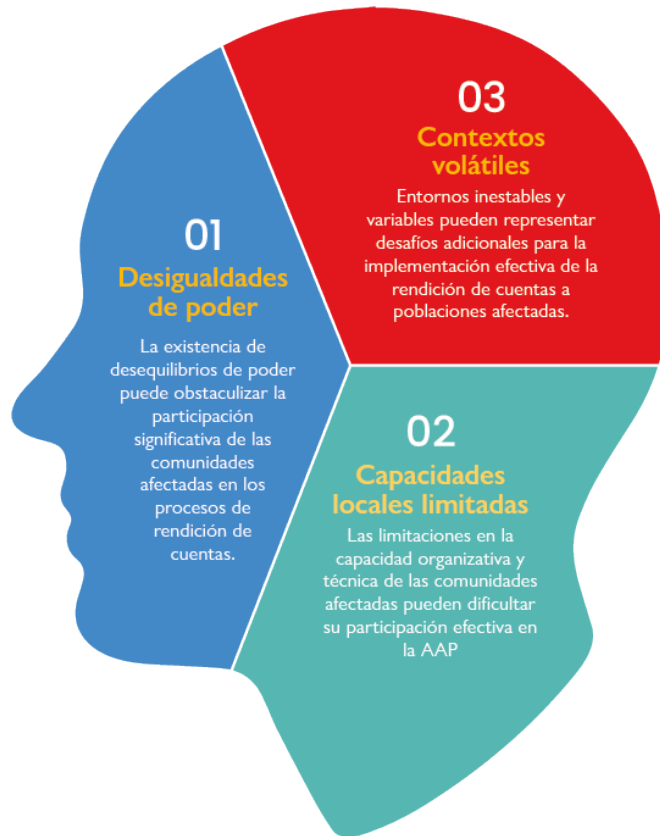 01
Desigualdades
de poder
La existencia de
desequilibrios de poder
puede obstaculizar la
participación
significativa de las
comunidades
afectadas en los
procesos de
rendición de
cuentas.
02
Capacidades
locales limitadas
Las limitaciones en la
capacidad organizativa y
técnica de las comunidades
afectadas pueden dificultar
su participación efectiva en
la AAP
03
Contextos
volátiles
Entornos inestables y
variables pueden representar
desafíos adicionales para la
implementación efectiva de la
rendición de cuentas a
poblaciones afectadas.